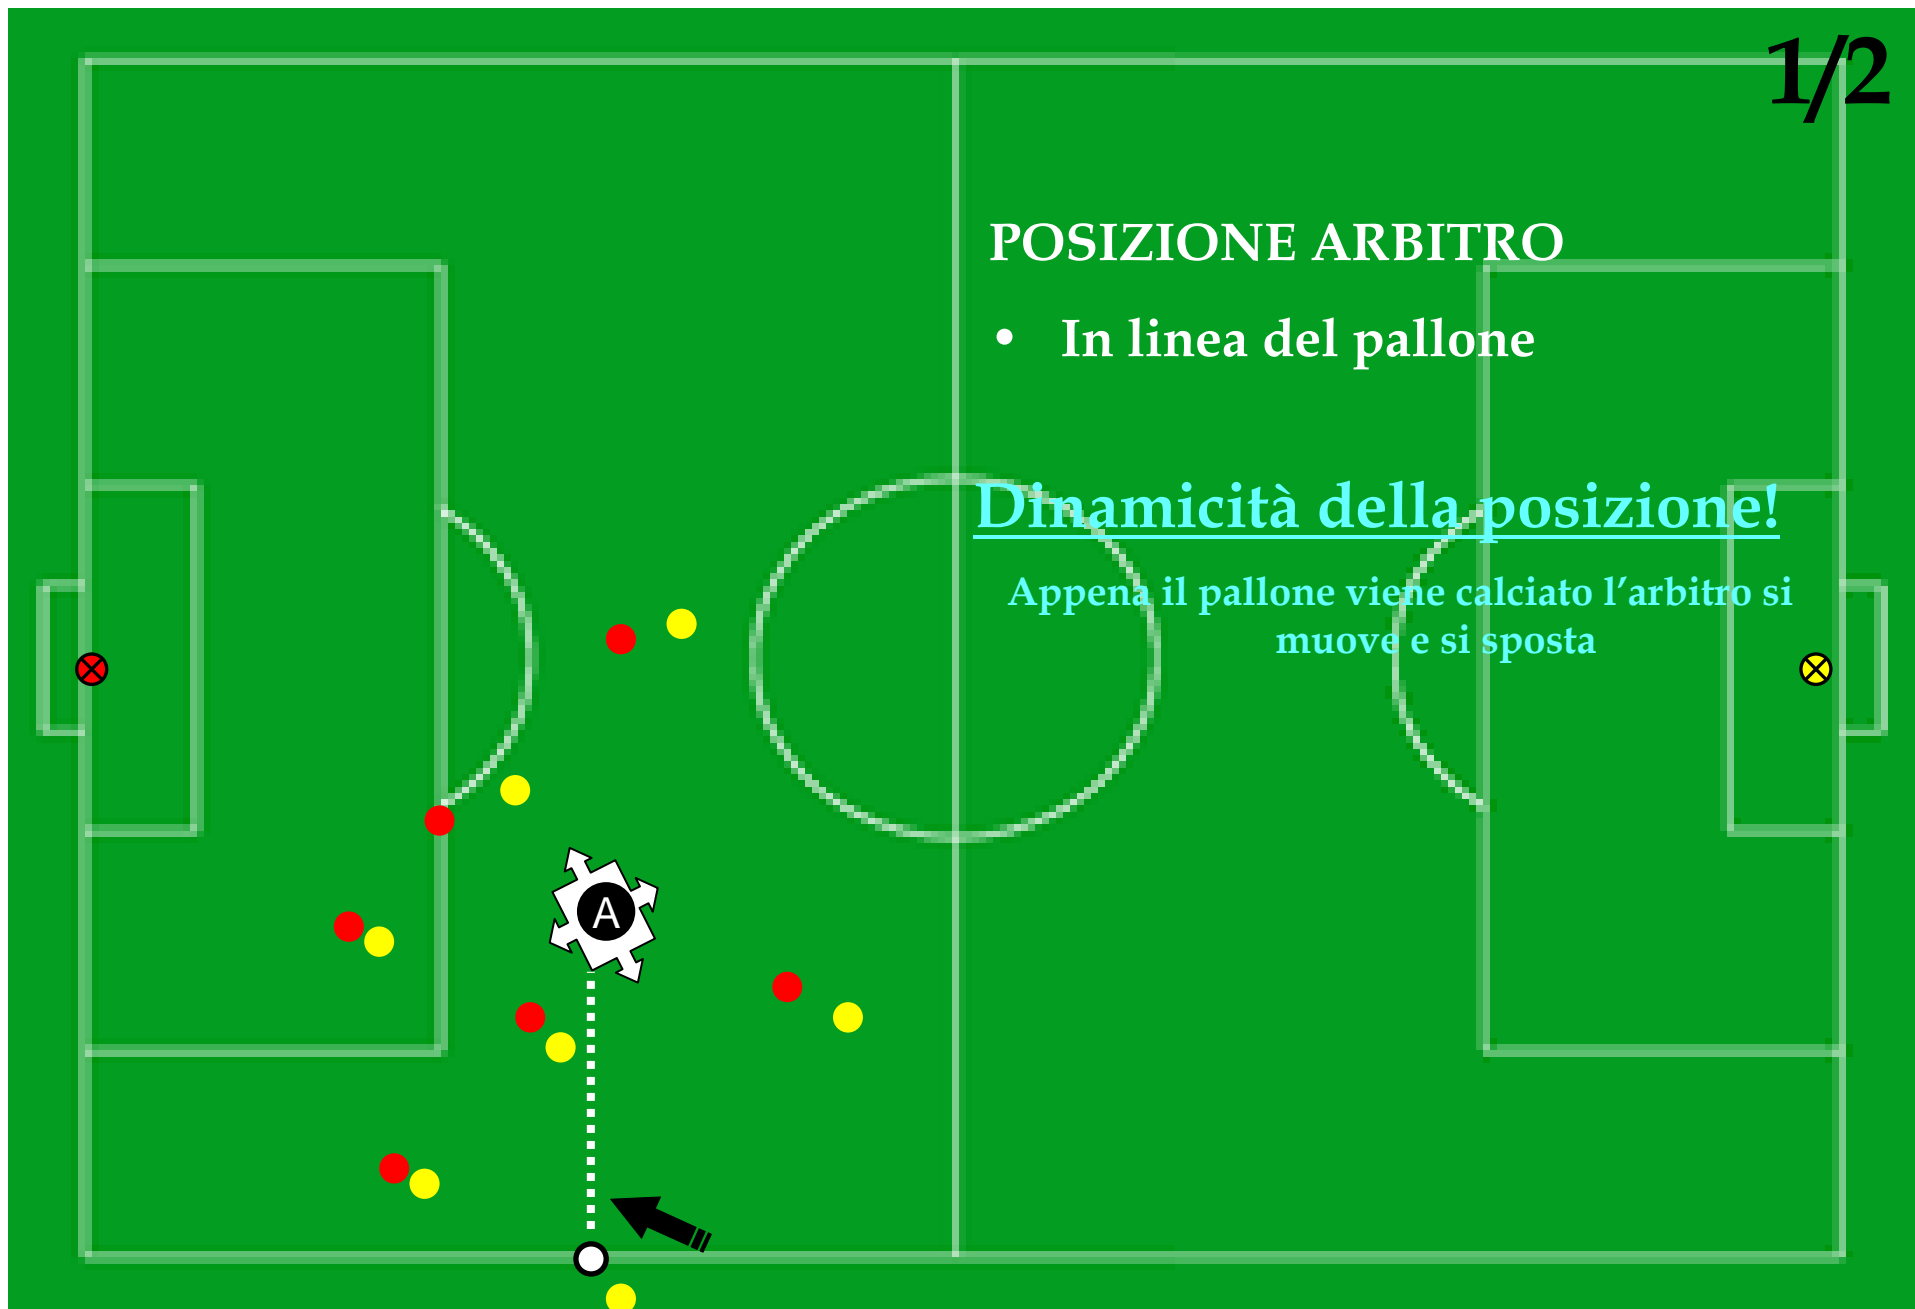 1/2
POSIZIONE ARBITRO
• In linea del pallone
Dinamicità della posizione!
Appena il pallone viene calciato l’arbitro si
muove e si sposta
A